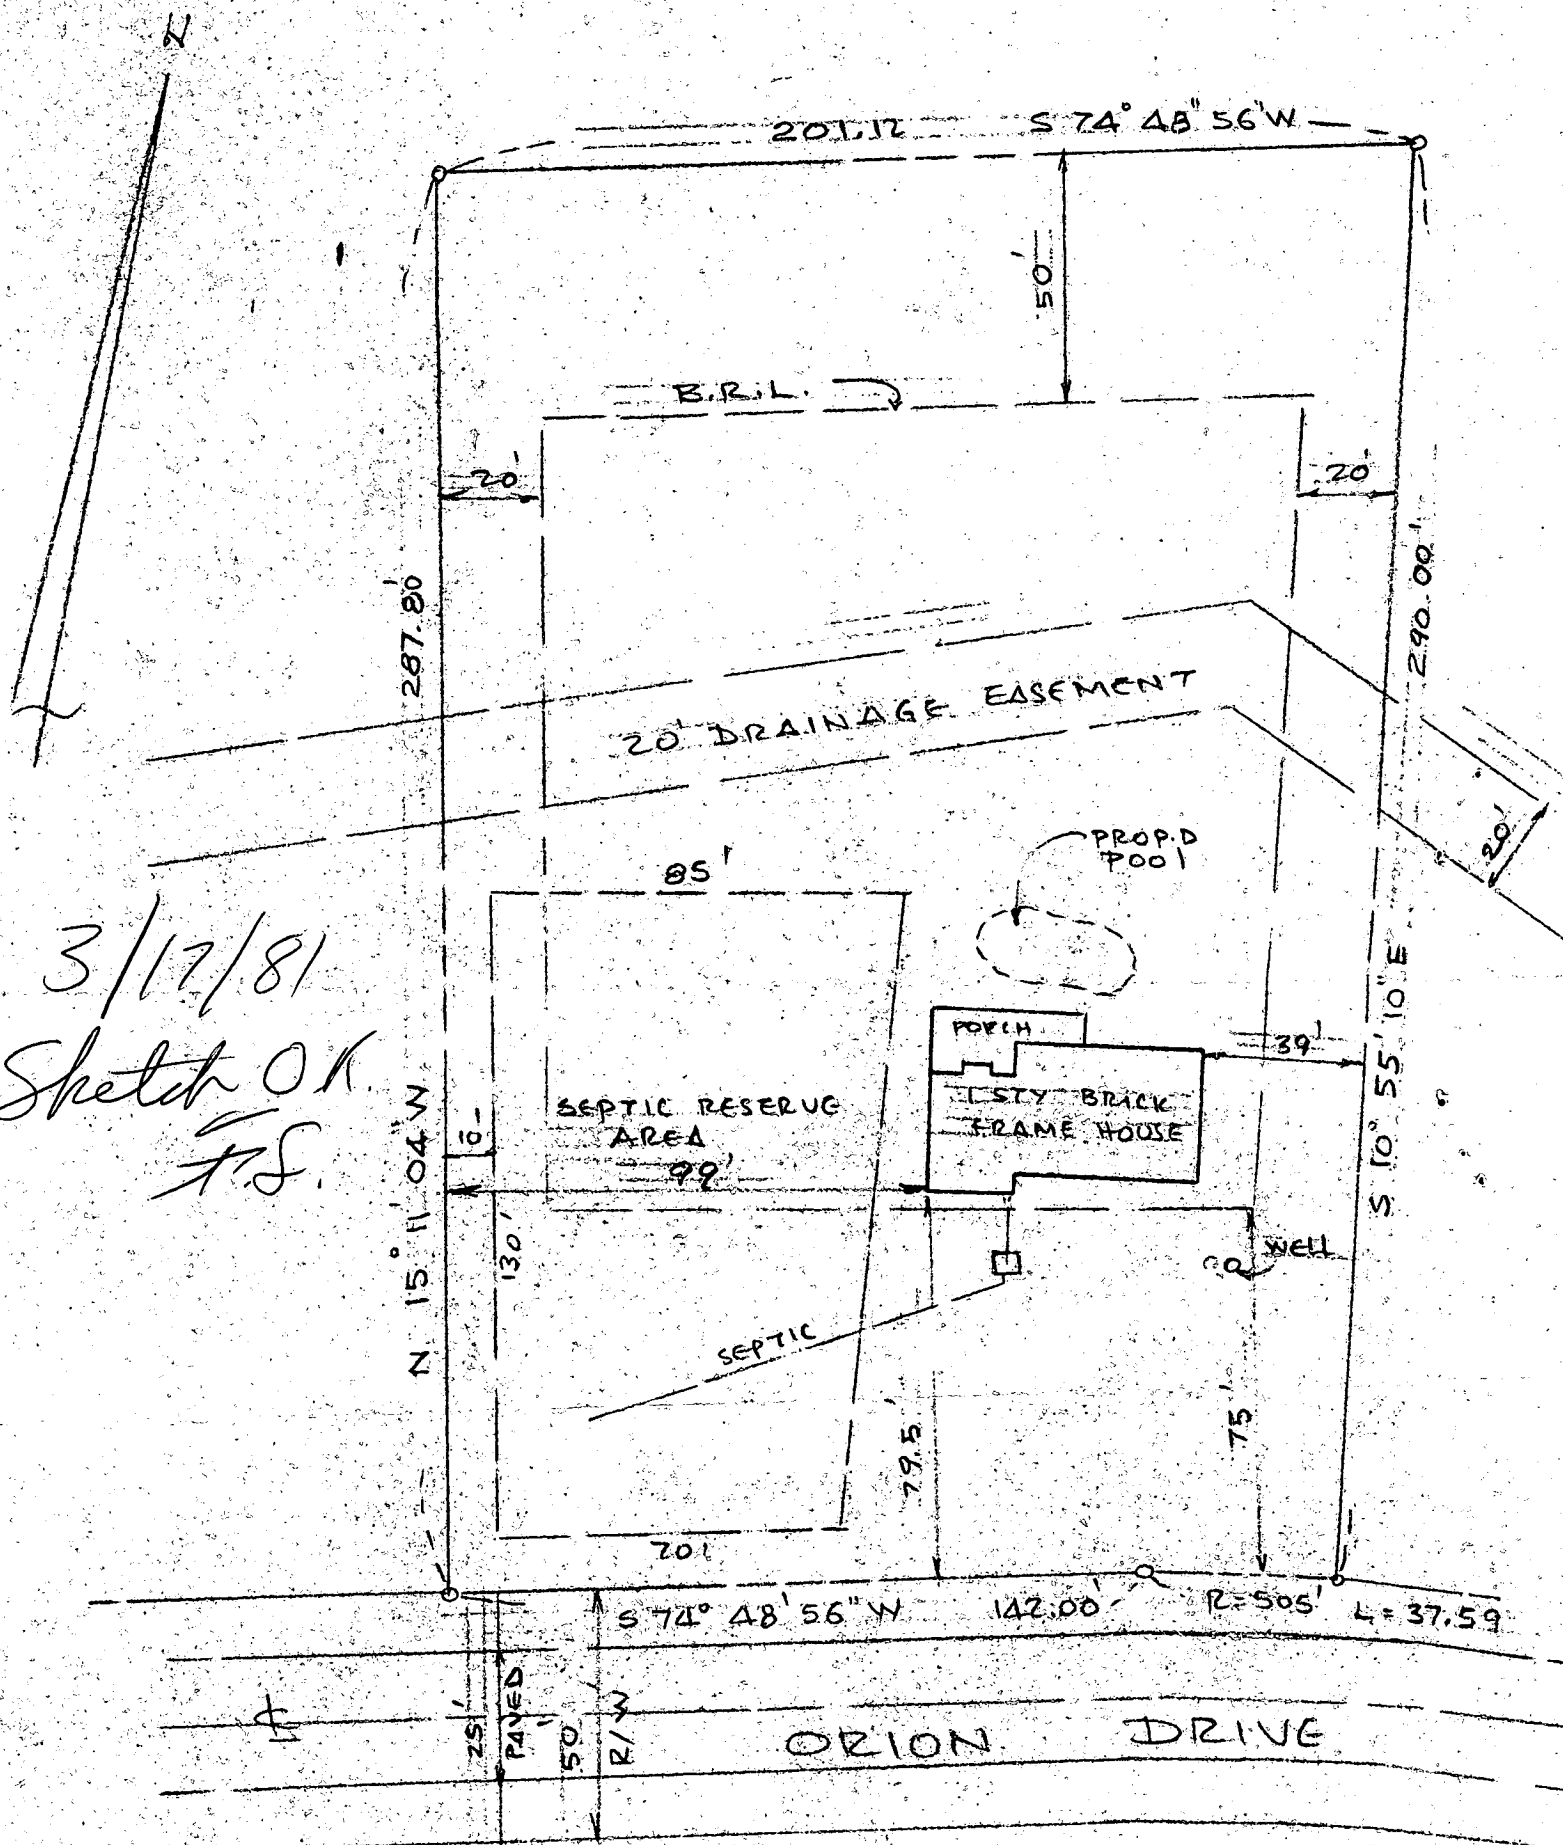 N
201.12 S 74° 48" 56" W
50'
B.R.L.
20'
20'
287.80'
290.00'
20' DRAINAGE EASEMENT
20'
PROP.D
POOl
85'
3/17/81
Sketch OK
F.S.
PORCH
39'
1 STY BRICK
FRAME HOUSE
SEPTIC RESERVE
AREA
99'
10'
N 15° 11' 04" W
S 10° 55' 10" E
130'
WELL
SEPTIC
79.5'
75'
70'
S 74° 48' 56" W 142.00' R=505' L=37.59
25'
PAVED
50'
R/W
℄
ORION DRIVE